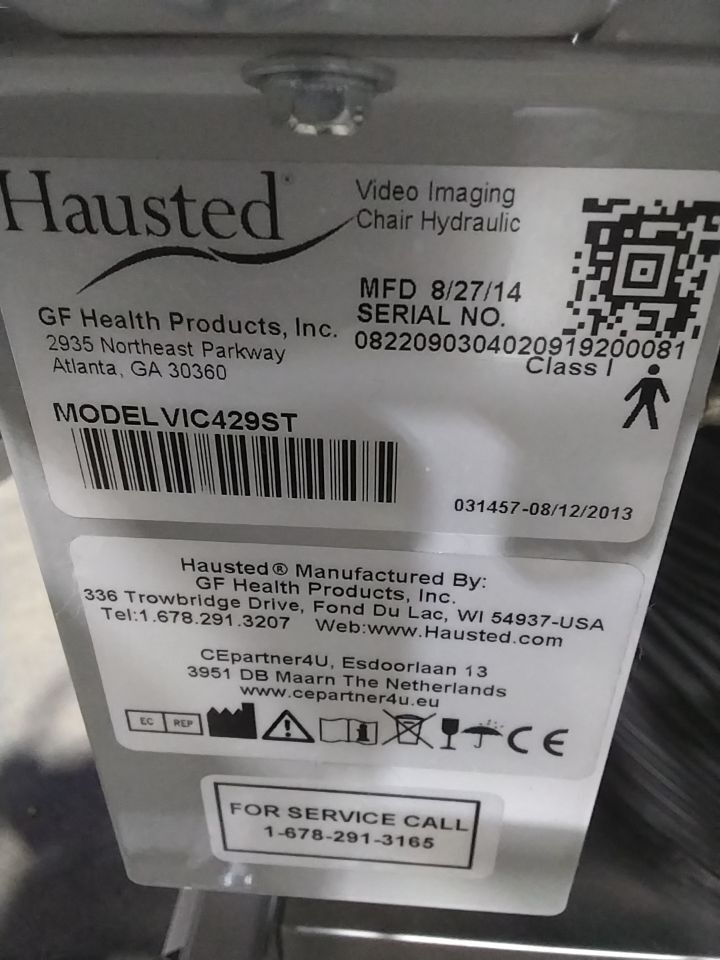 Hausted
Video Imaging
Chair Hydraulic
MFD 8/27/14
SERIAL NO.
0822090304020919200081
Class I
GF Health Products, Inc.
2935 Northeast Parkway
Atlanta, GA 30360
MODEL VIC429ST
031457-08/12/2013
Hausted® Manufactured By:
GF Health Products, Inc.
336 Trowbridge Drive, Fond Du Lac, WI 54937-USA
Tel:1.678.291.3207 Web:www.Hausted.com
CEpartner4U, Esdoorlaan 13
3951 DB Maarn The Netherlands
www.cepartner4u.eu
EC REP
CE
FOR SERVICE CALL
1-678-291-3165